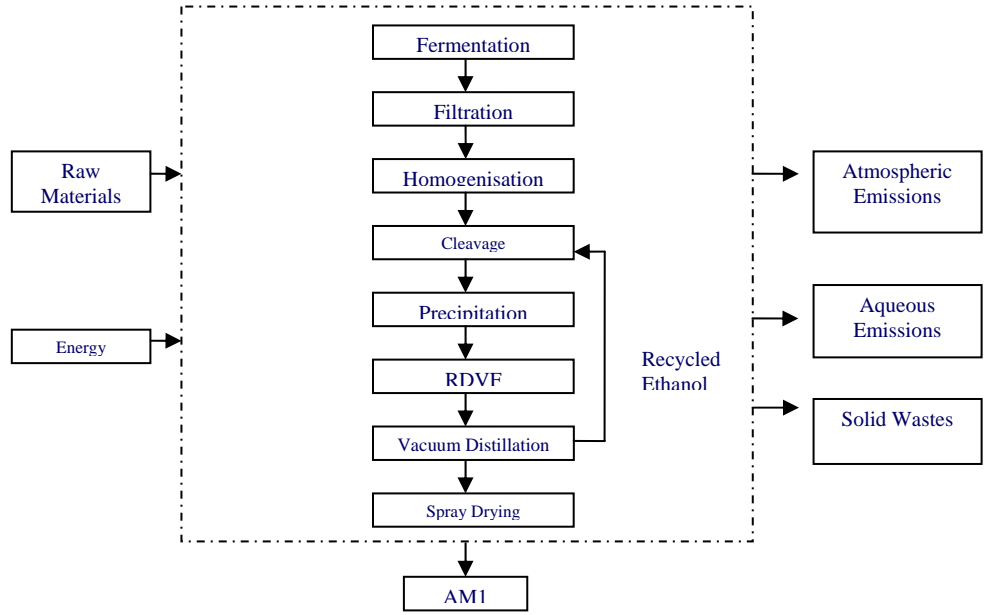 Fermentation
Filtration
Raw
Materials
Homogenisation
Atmospheric
Emissions
Cleavage
Precipitation
Aqueous
Emissions
Energy
Recycled
Ethanol
RDVF
Solid Wastes
Vacuum Distillation
Spray Drying
AM1